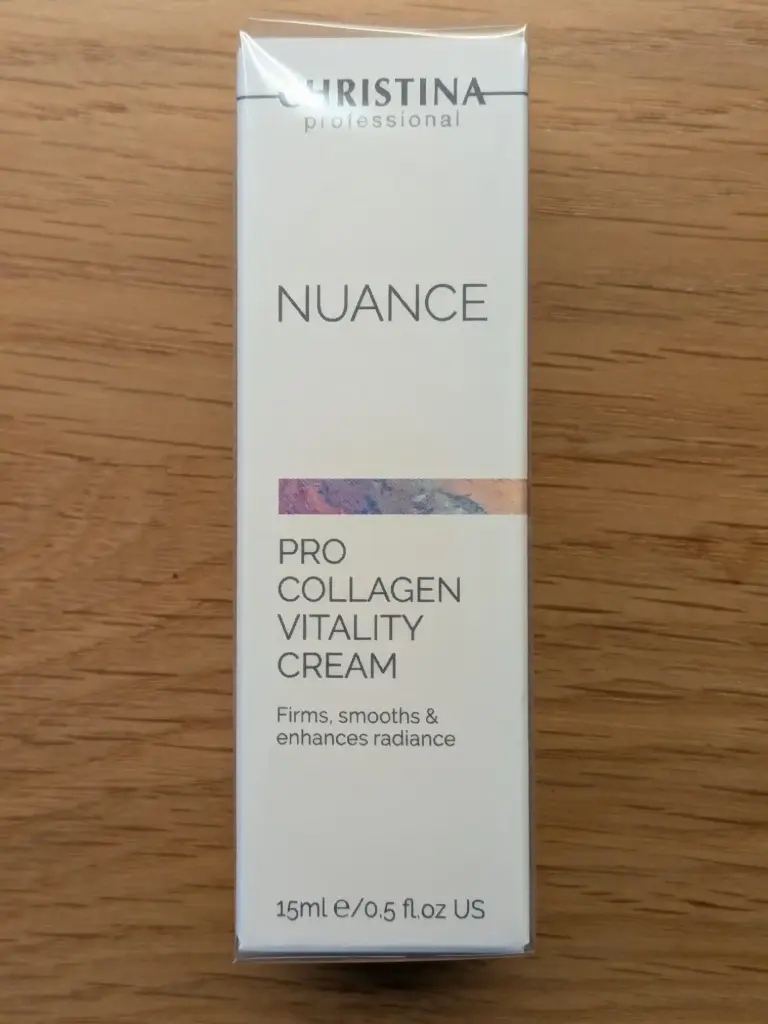 CHRISTINA
professional
NUANCE
PRO
COLLAGEN
VITALITY
CREAM
Firms, smooths &
enhances radiance
15ml ℮/0.5 fl.oz US